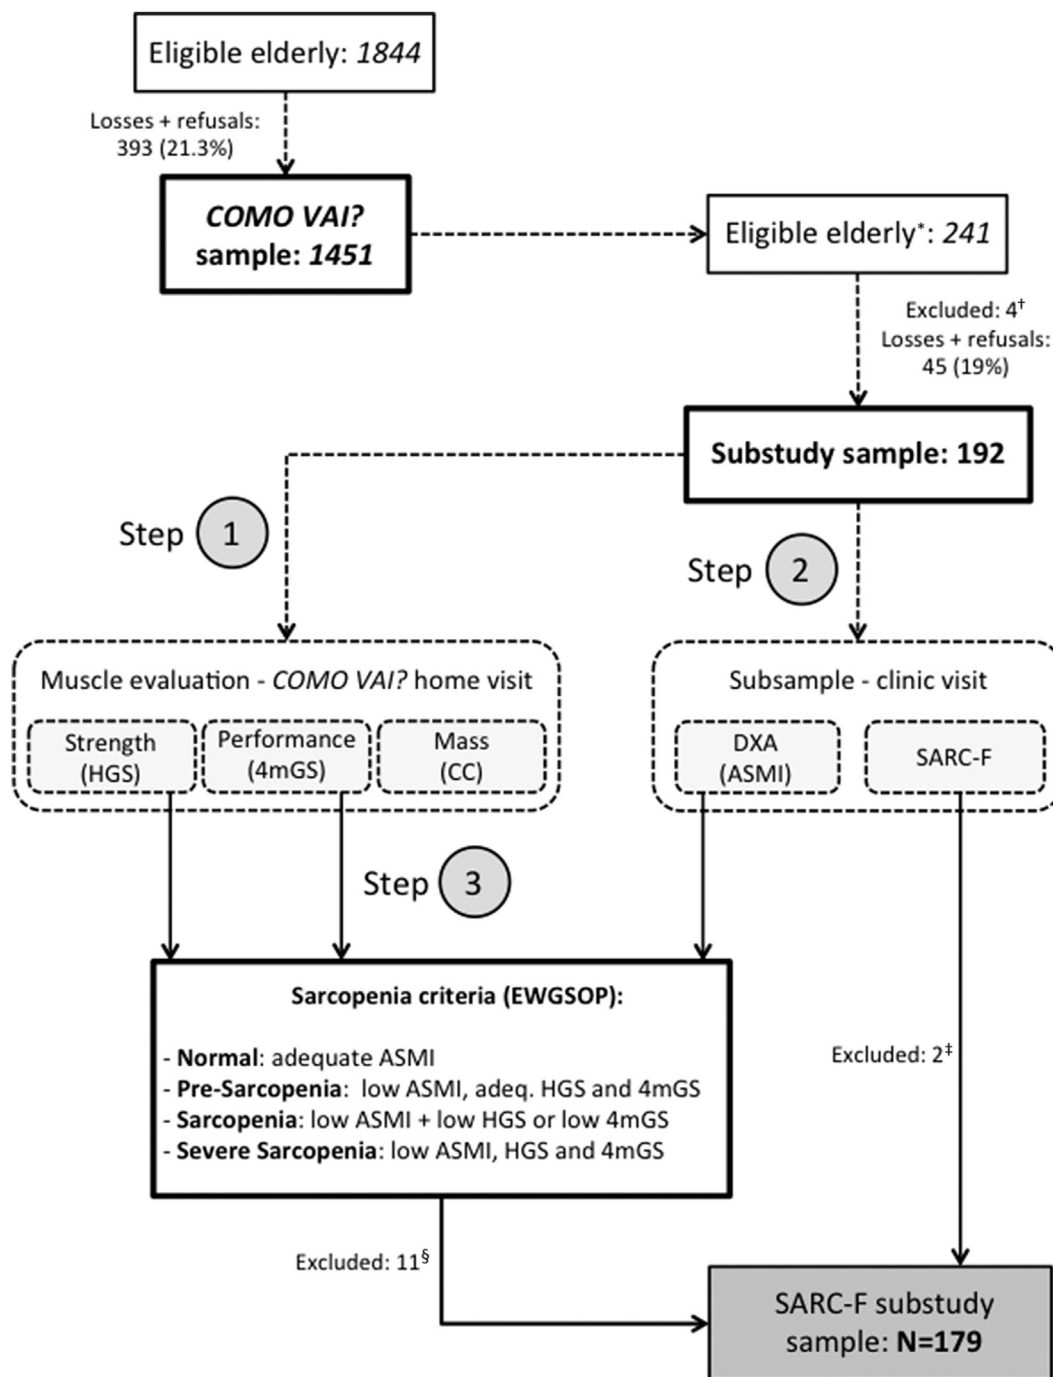 Eligible elderly: 1844
Losses + refusals:
393 (21.3%)
COMO VAI?
sample: 1451
Eligible elderly*: 241
Excluded: 4†
Losses + refusals:
45 (19%)
Substudy sample: 192
Step 1
Step 2
Muscle evaluation - COMO VAI? home visit
Strength
(HGS)
Performance
(4mGS)
Mass
(CC)
Subsample - clinic visit
DXA
(ASMI)
SARC-F
Step 3
Sarcopenia criteria (EWGSOP):
- Normal: adequate ASMI
- Pre-Sarcopenia: low ASMI, adeq. HGS and 4mGS
- Sarcopenia: low ASMI + low HGS or low 4mGS
- Severe Sarcopenia: low ASMI, HGS and 4mGS
Excluded: 2‡
Excluded: 11§
SARC-F substudy
sample: N=179